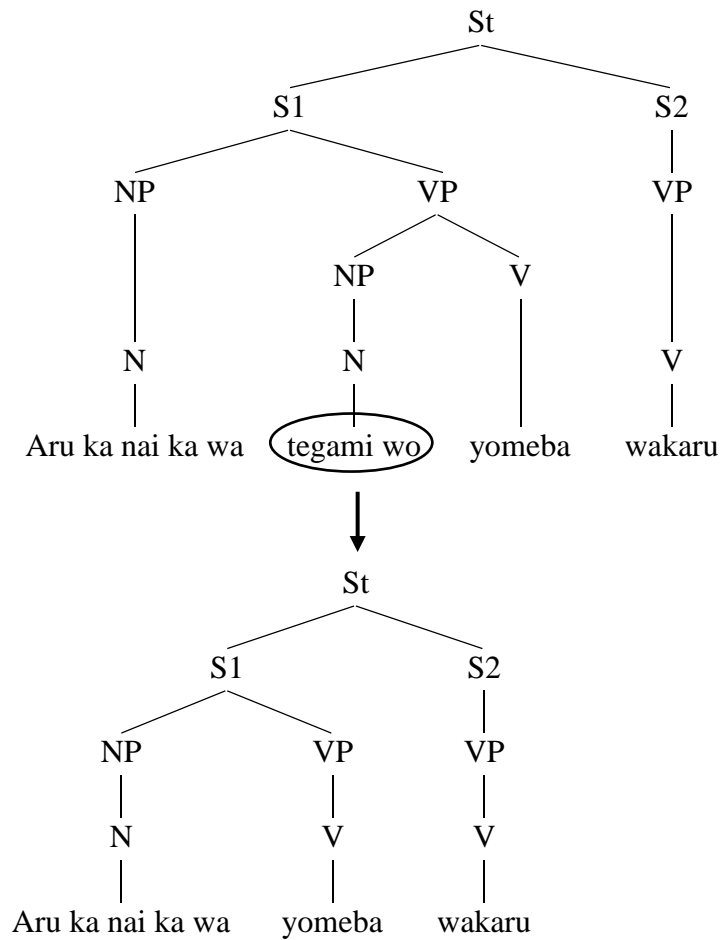 St
S1 S2
NP VP VP
NP V
N N V
Aru ka nai ka wa tegami wo yomeba wakaru
St
S1 S2
NP VP VP
N V V
Aru ka nai ka wa yomeba wakaru